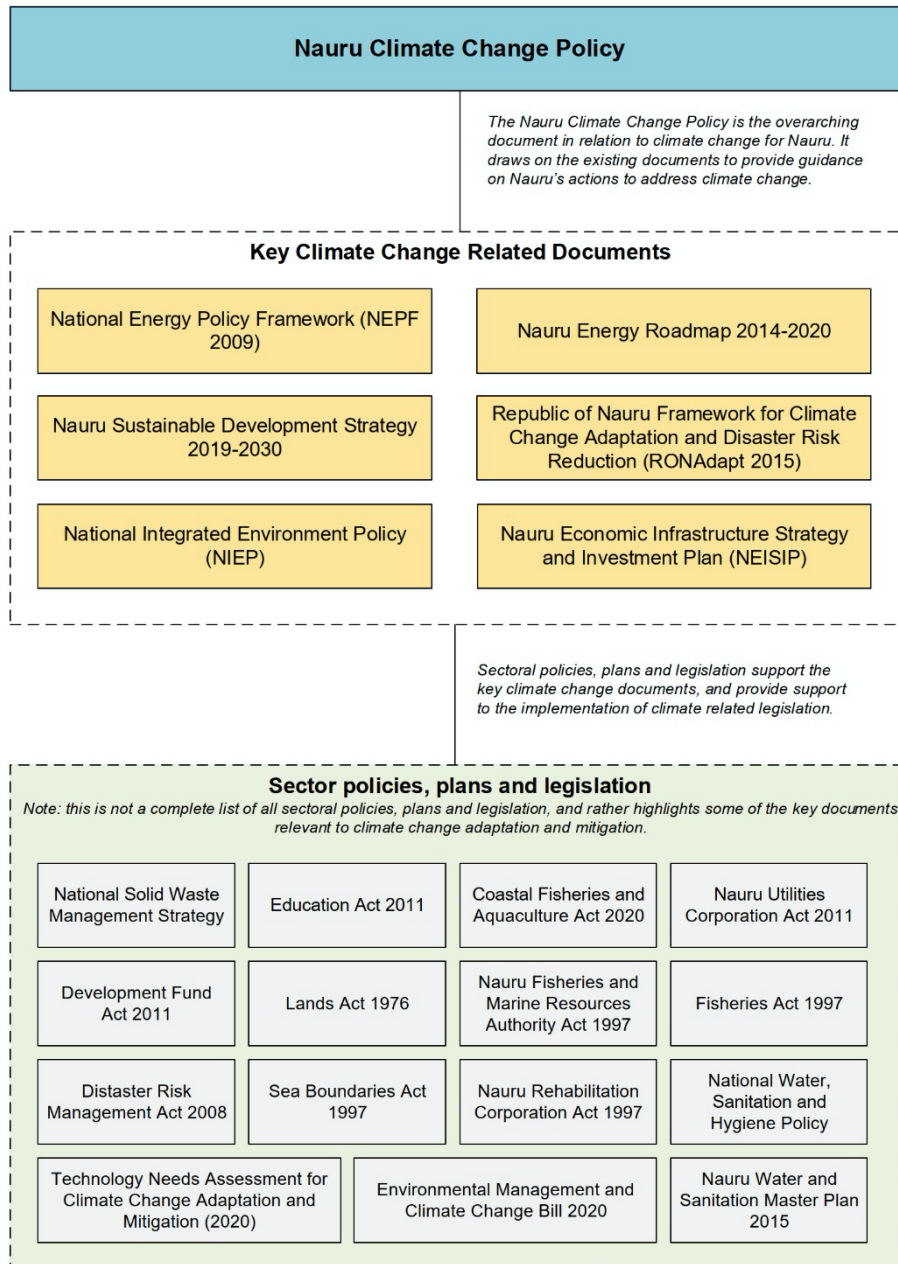 Nauru Climate Change Policy
The Nauru Climate Change Policy is the overarching
document in relation to climate change for Nauru. It
draws on the existing documents to provide guidance
on Nauru's actions to address climate change.
Key Climate Change Related Documents
National Energy Policy Framework (NEPF
2009)
Nauru Energy Roadmap 2014-2020
Nauru Sustainable Development Strategy
2019-2030
Republic of Nauru Framework for Climate
Change Adaptation and Disaster Risk
Reduction (RONAdapt 2015)
National Integrated Environment Policy
(NIEP)
Nauru Economic Infrastructure Strategy
and Investment Plan (NEISIP)
Sectoral policies, plans and legislation support the
key climate change documents, and provide support
to the implementation of climate related legislation.
Sector policies, plans and legislation
Note: this is not a complete list of all sectoral policies, plans and legislation, and rather highlights some of the key documents
relevant to climate change adaptation and mitigation.
National Solid Waste
Management Strategy
Education Act 2011
Coastal Fisheries and
Aquaculture Act 2020
Nauru Utilities
Corporation Act 2011
Development Fund
Act 2011
Lands Act 1976
Nauru Fisheries and
Marine Resources
Authority Act 1997
Fisheries Act 1997
Distaster Risk
Management Act 2008
Sea Boundaries Act
1997
Nauru Rehabilitation
Corporation Act 1997
National Water,
Sanitation and
Hygiene Policy
Technology Needs Assessment for
Climate Change Adaptation and
Mitigation (2020)
Environmental Management and
Climate Change Bill 2020
Nauru Water and
Sanitation Master Plan
2015